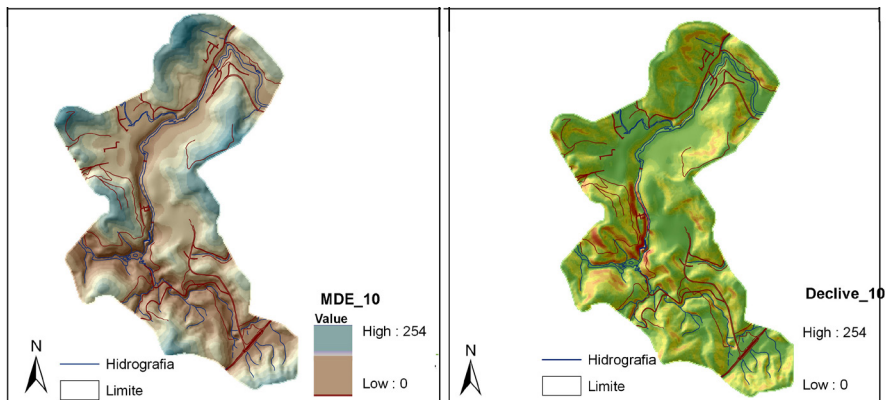 MDE_10
Value
High : 254
Low : 0
N
Hidrografia
Limite
Declive_10
High : 254
Low : 0
N
Hidrografia
Limite